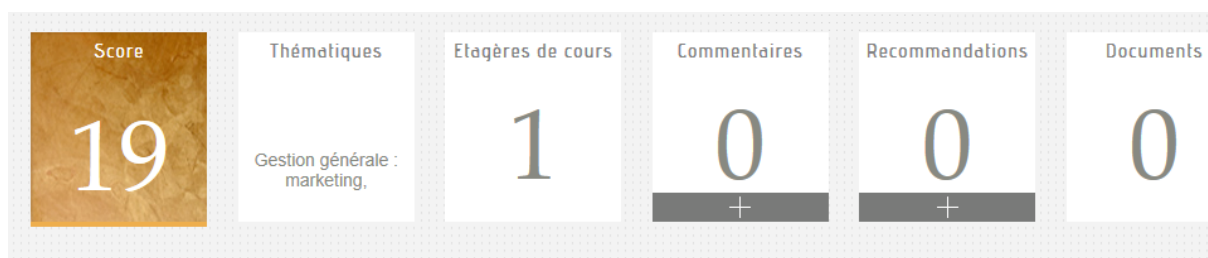 Score
19
Thématiques
Gestion générale :
marketing,
Etagères de cours
1
Commentaires
0
+
Recommandations
0
+
Documents
0